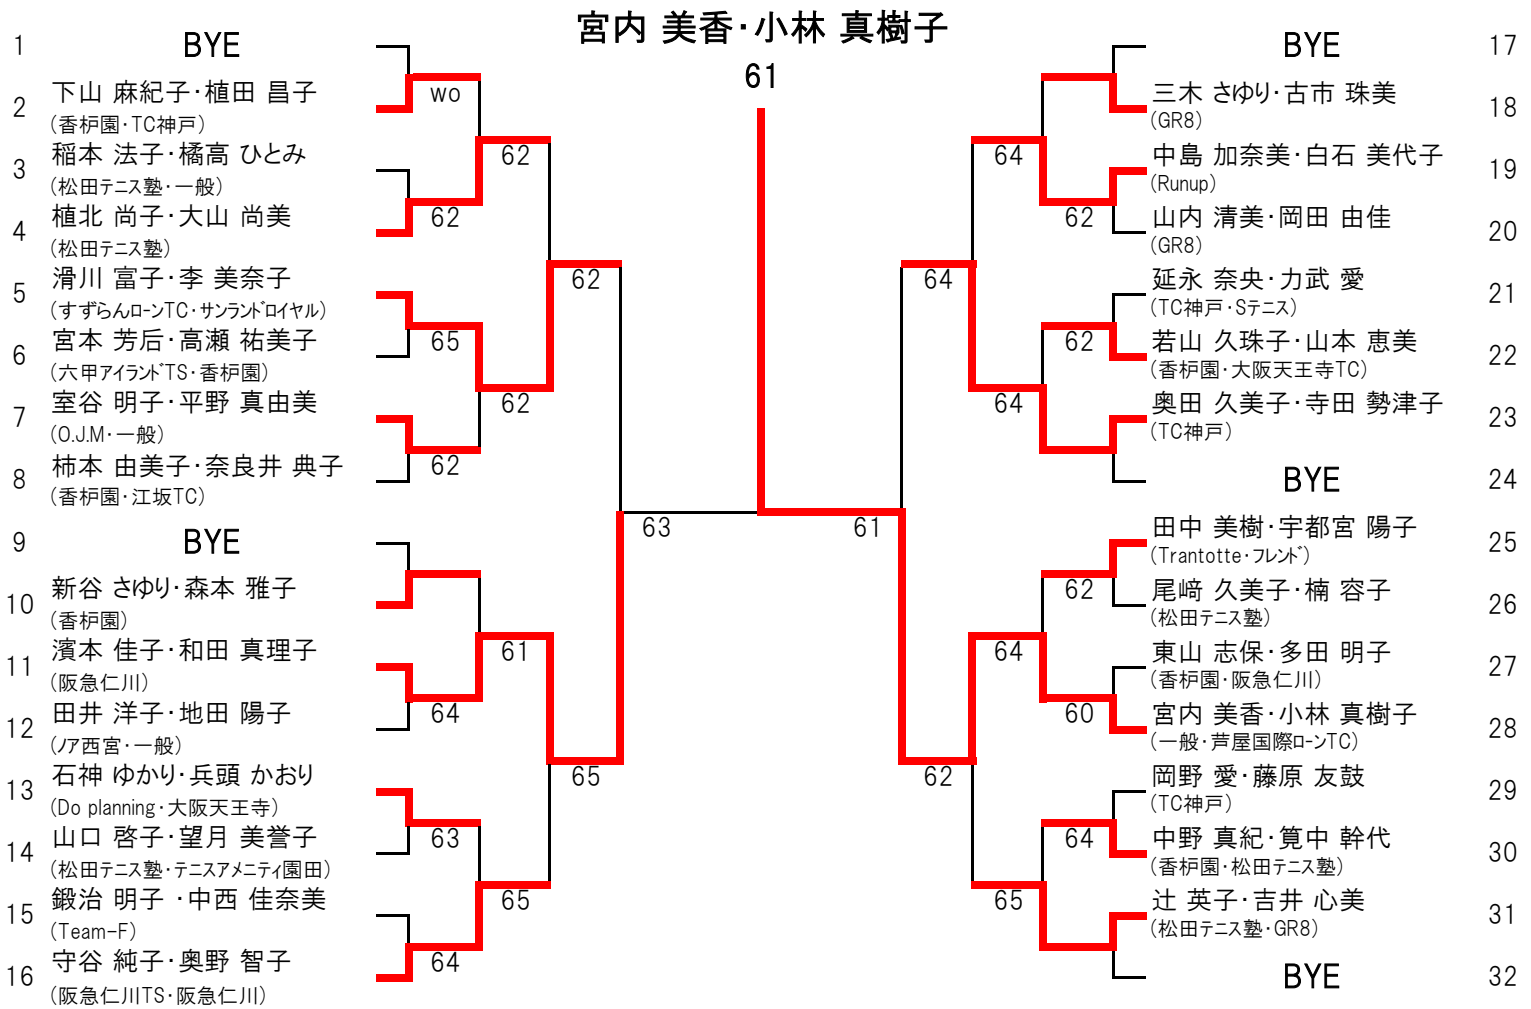 宮内 美香・小林 真樹子
61
1
BYE
2
下山 麻紀子・植田 昌子
(香枦園・TC神戸)
3
稲本 法子・橘高 ひとみ
(松田テニス塾・一般)
4
植北 尚子・大山 尚美
(松田テニス塾)
5
滑川 富子・李 美奈子
(すずらんローンTC・サンランドロイヤル)
6
宮本 芳后・高瀬 祐美子
(六甲アイランドTS・香枦園)
7
室谷 明子・平野 真由美
(O.J.M・一般)
8
柿本 由美子・奈良井 典子
(香枦園・江坂TC)
9
BYE
10
新谷 さゆり・森本 雅子
(香枦園)
11
濱本 佳子・和田 真理子
(阪急仁川)
12
田井 洋子・地田 陽子
(ノア西宮・一般)
13
石神 ゆかり・兵頭 かおり
(Do planning・大阪天王寺)
14
山口 啓子・望月 美誉子
(松田テニス塾・テニスアメニティ園田)
15
鍛治 明子 ・中西 佳奈美
(Team-F)
16
守谷 純子・奥野 智子
(阪急仁川TS・阪急仁川)
wo
62
65
62
64
63
64
62
62
61
65
62
65
63
61
64
62
64
64
65
62
64
62
62
60
64
BYE
17
三木 さゆり・古市 珠美
(GR8)
18
中島 加奈美・白石 美代子
(Runup)
19
山内 清美・岡田 由佳
(GR8)
20
延永 奈央・力武 愛
(TC神戸・Sテニス)
21
若山 久珠子・山本 恵美
(香枦園・大阪天王寺TC)
22
奥田 久美子・寺田 勢津子
(TC神戸)
23
BYE
24
田中 美樹・宇都宮 陽子
(Trantotte・フレンド)
25
尾﨑 久美子・楠 容子
(松田テニス塾)
26
東山 志保・多田 明子
(香枦園・阪急仁川)
27
宮内 美香・小林 真樹子
(一般・芦屋国際ローンTC)
28
岡野 愛・藤原 友鼓
(TC神戸)
29
中野 真紀・筧中 幹代
(香枦園・松田テニス塾)
30
辻 英子・吉井 心美
(松田テニス塾・GR8)
31
BYE
32